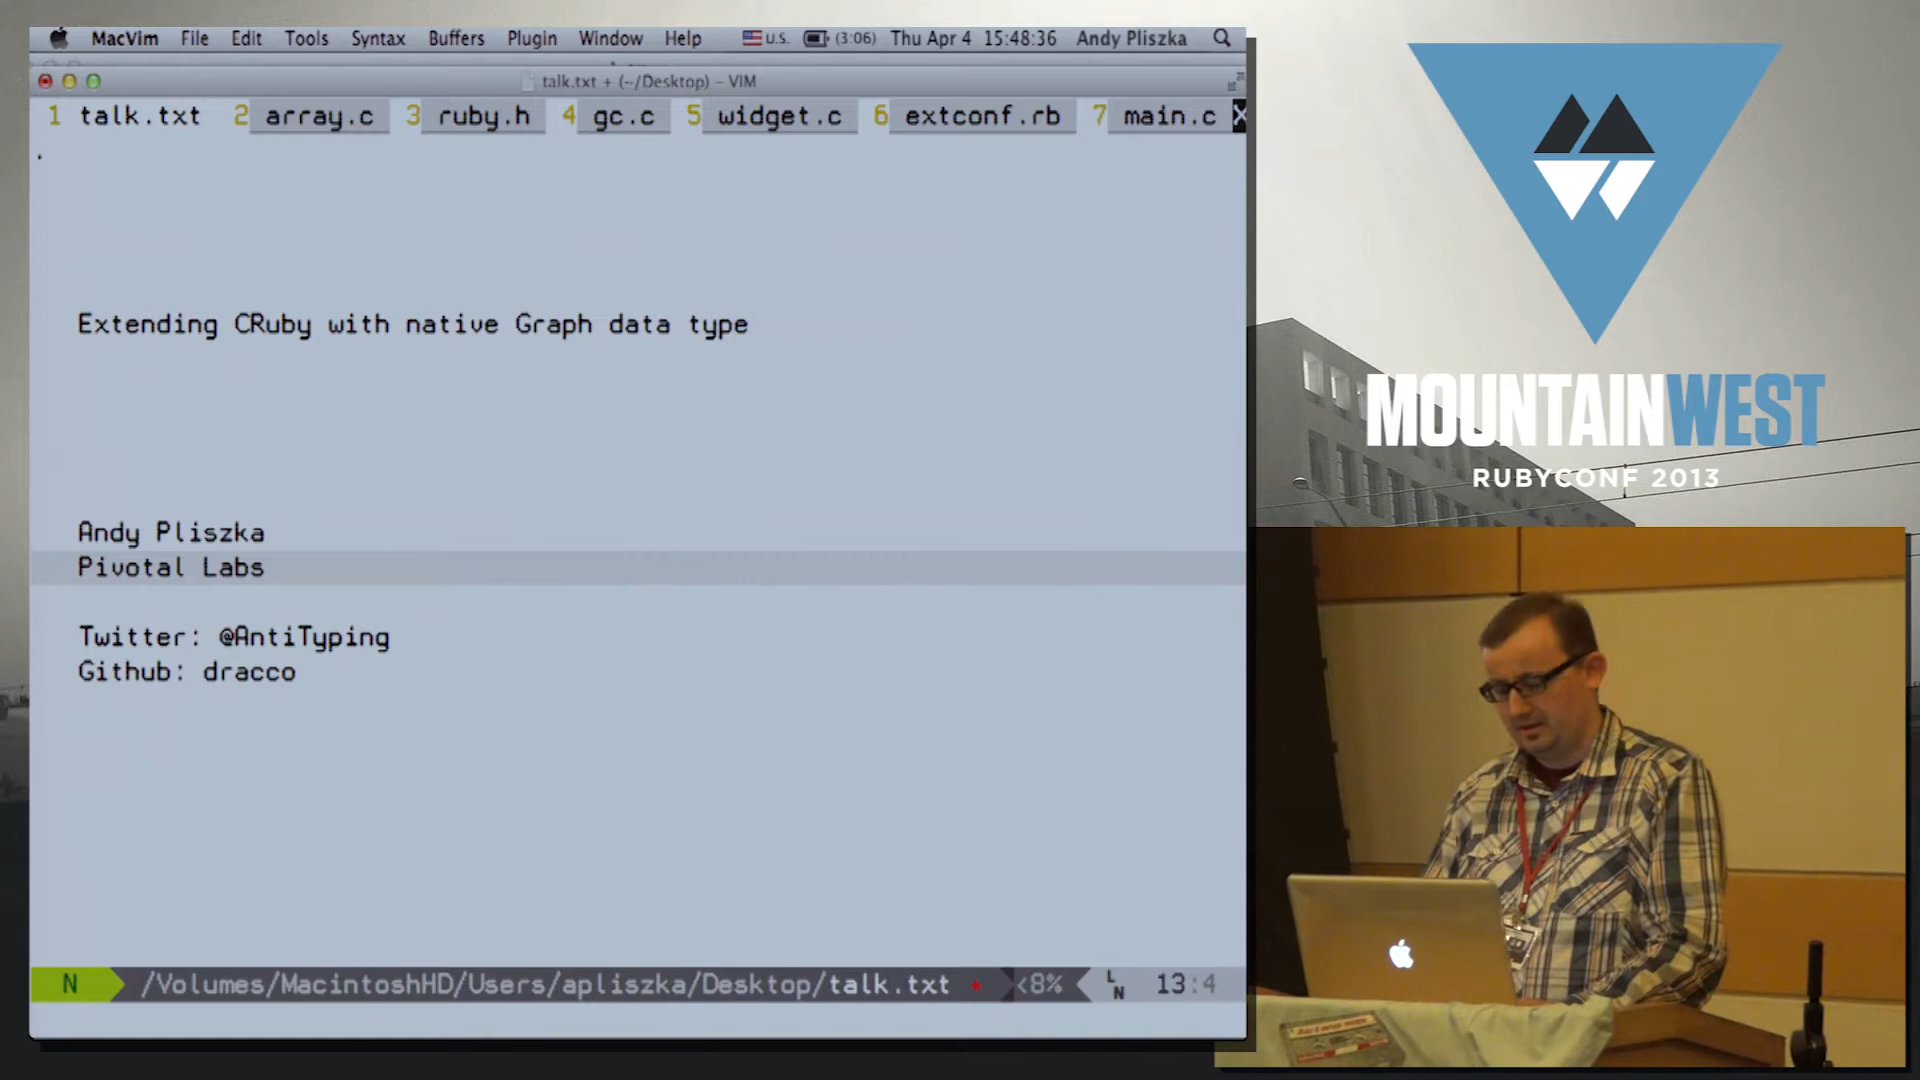 MacVim File Edit Tools Syntax Buffers Plugin Window Help U.S. (3:06) Thu Apr 4 15:48:36 Andy Pliszka
talk.txt + (~/Desktop) – VIM
1 talk.txt 2 array.c 3 ruby.h 4 gc.c 5 widget.c 6 extconf.rb 7 main.c X
.
Extending CRuby with native Graph data type
Andy Pliszka
Pivotal Labs
Twitter: @AntiTyping
Github: dracco
N /Volumes/MacintoshHD/Users/apliszka/Desktop/talk.txt * <8% LN 13:4
MOUNTAINWEST
RUBYCONF 2013